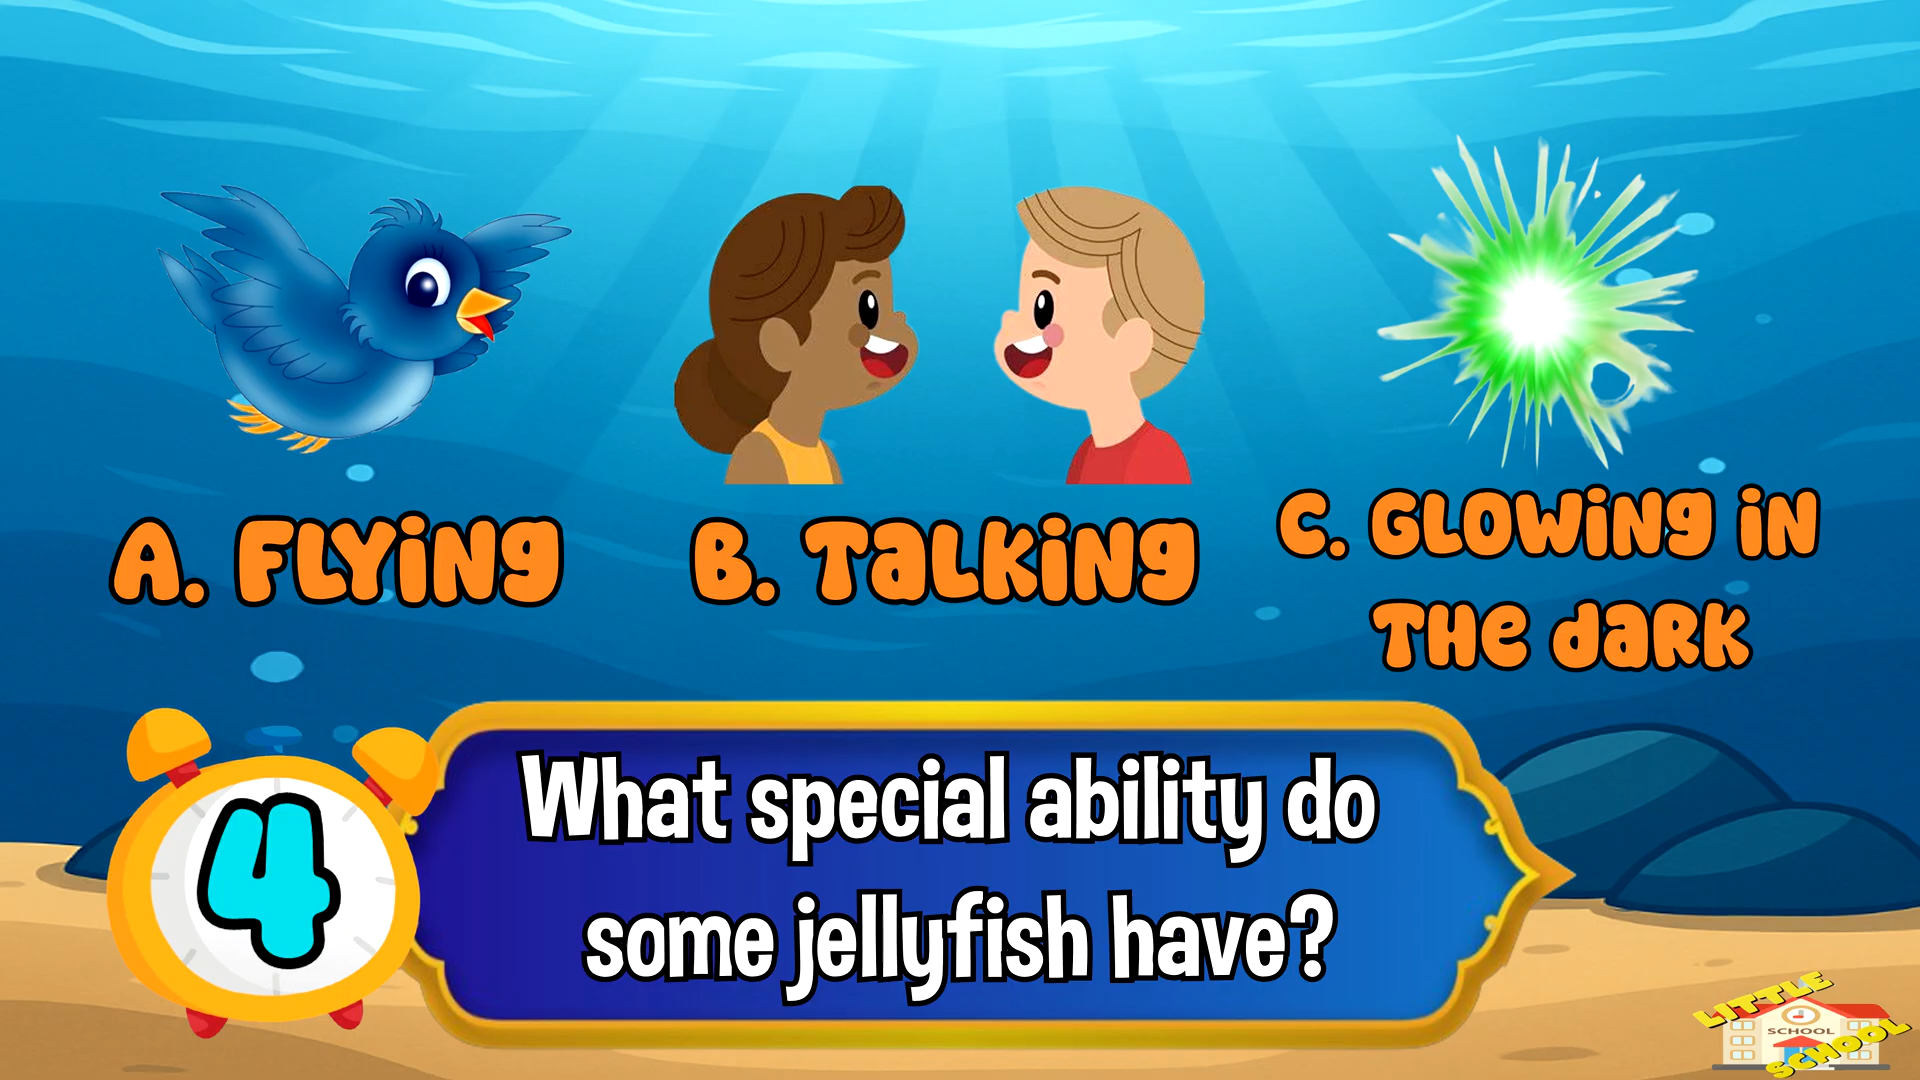 A. FLYiNg
B. TaLKiNg
C. GLOWiNg iN
THe daRK
4
What special ability do
some jellyfish have?
LITTLE
SCHOOL
SCHOOL